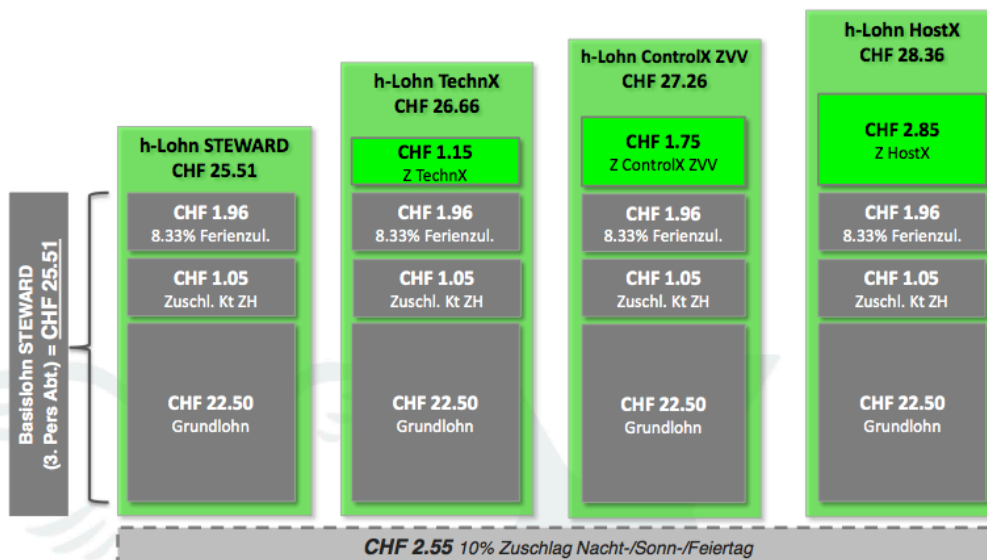 Basislohn STEWARD
(3. Pers Abt.) = CHF 25.51
h-Lohn STEWARD
CHF 25.51
CHF 1.96
8.33% Ferienzul.
CHF 1.05
Zuschl. Kt ZH
CHF 22.50
Grundlohn
h-Lohn TechnX
CHF 26.66
CHF 1.15
Z TechnX
CHF 1.96
8.33% Ferienzul.
CHF 1.05
Zuschl. Kt ZH
CHF 22.50
Grundlohn
h-Lohn ControlX ZVV
CHF 27.26
CHF 1.75
Z ControlX ZVV
CHF 1.96
8.33% Ferienzul.
CHF 1.05
Zuschl. Kt ZH
CHF 22.50
Grundlohn
h-Lohn HostX
CHF 28.36
CHF 2.85
Z HostX
CHF 1.96
8.33% Ferienzul.
CHF 1.05
Zuschl. Kt ZH
CHF 22.50
Grundlohn
CHF 2.55 10% Zuschlag Nacht-/Sonn-/Feiertag